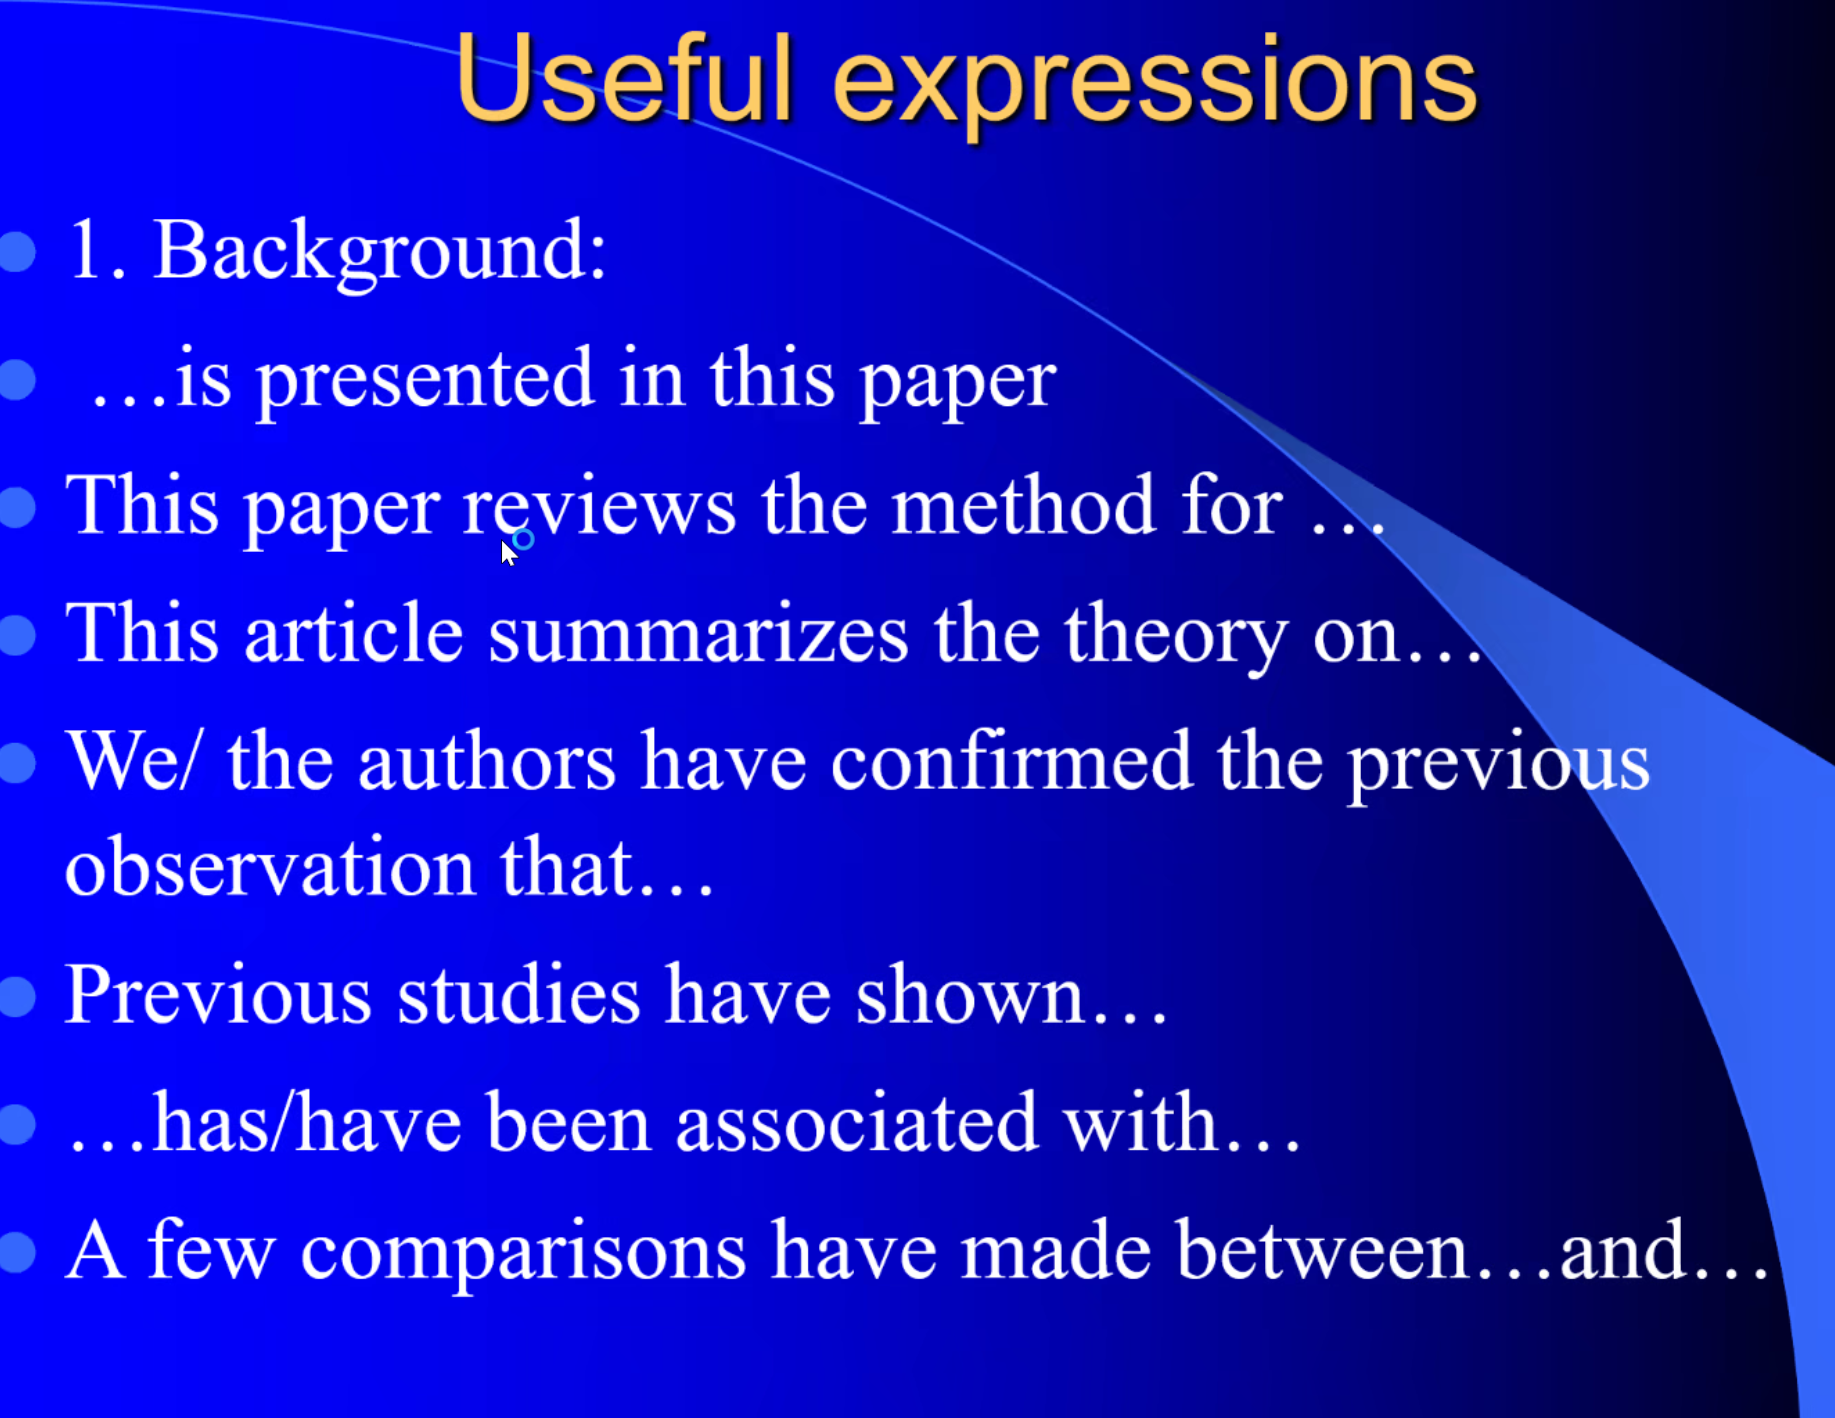 Useful expressions
1. Background:
…is presented in this paper
This paper reviews the method for …
This article summarizes the theory on…
We/ the authors have confirmed the previous
observation that…
Previous studies have shown…
…has/have been associated with…
A few comparisons have made between…and…